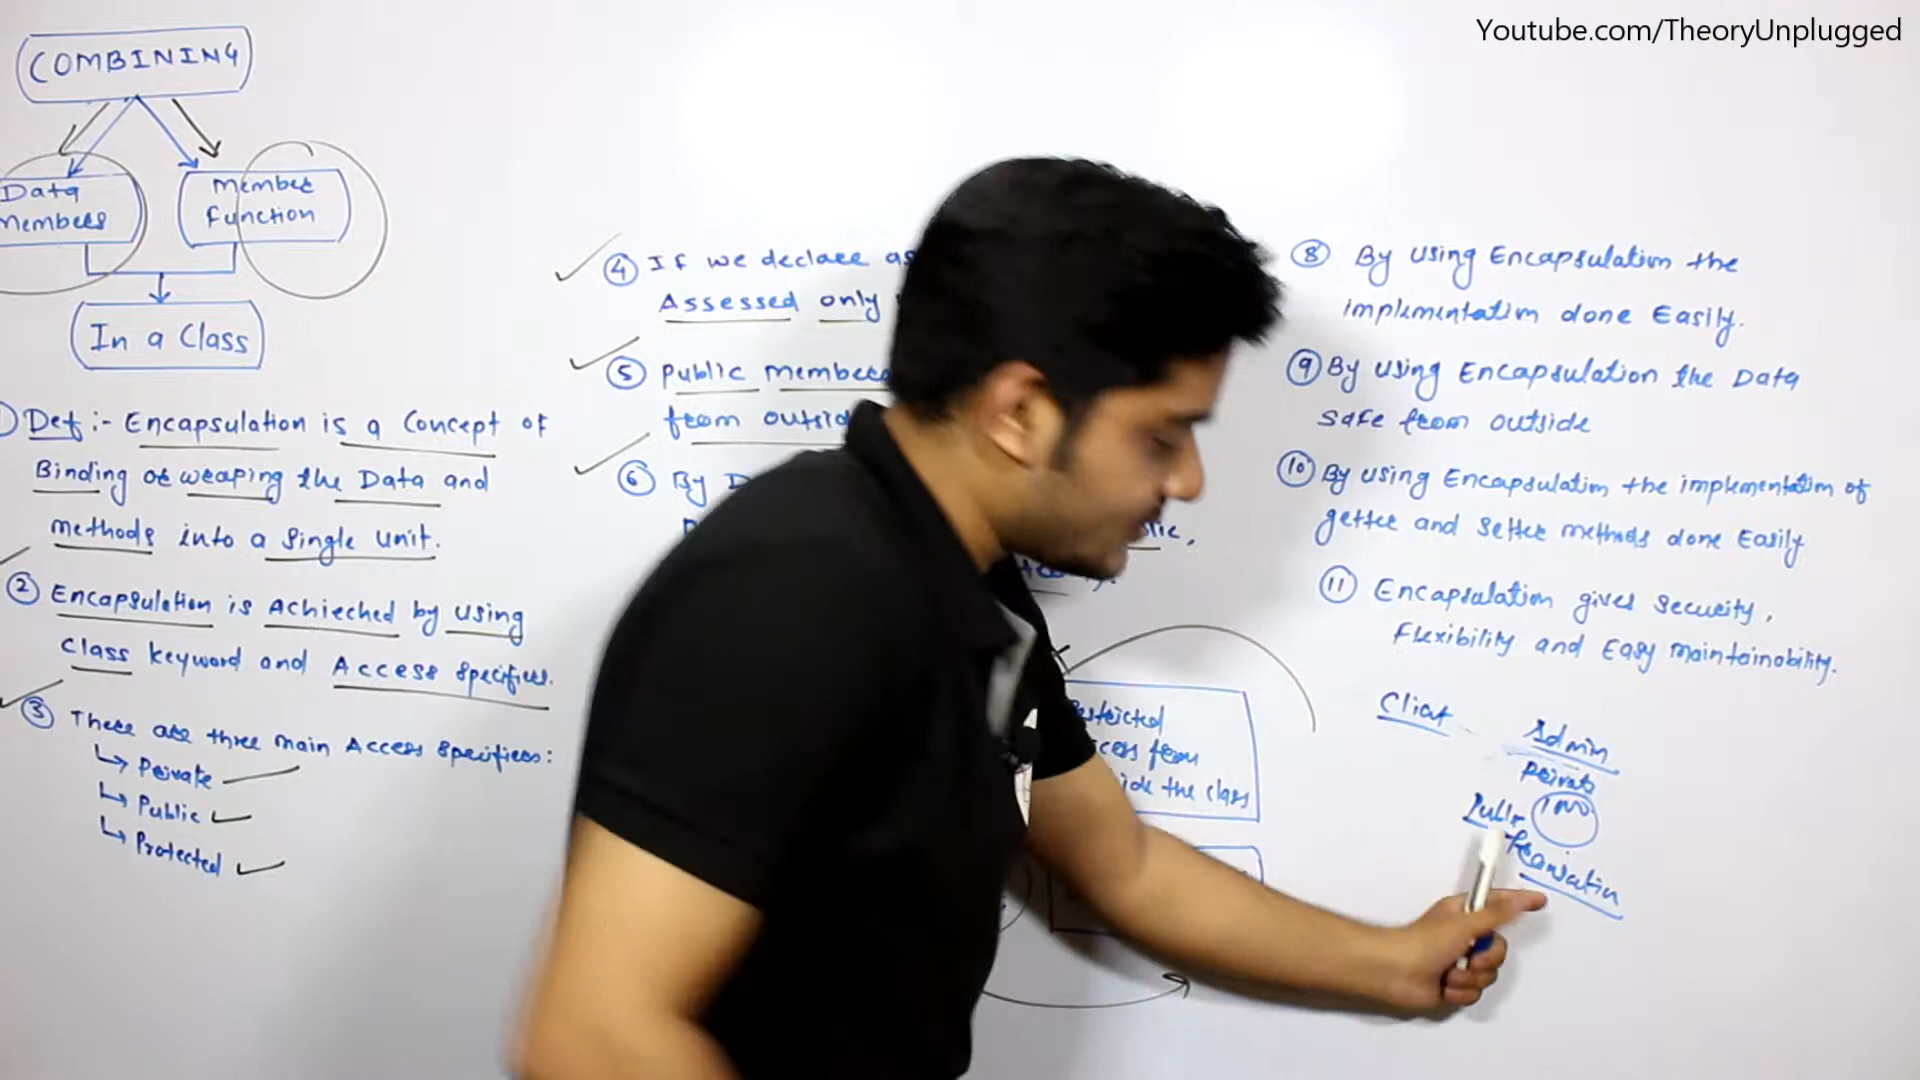 Youtube.com/TheoryUnplugged
COMBINING
Data
Members
Member
Function
In a Class
Def :- Encapsulation is a Concept of
Binding or wraping the Data and
methods into a single unit.
② Encapsulation is achieched by using
Class keyword and Access specifiers.
③ There are three main Access specifiers:
↳ Private
↳ Public
↳ Protected
④ If we declare as
Assessed only
⑤ Public members
from outside
⑥ By D
lic,
Restricted
ccess from
ide the class
⑧ By using Encapsulation the
implementation done Easily.
⑨ By using Encapsulation the Data
safe from outside
⑩ By using Encapsulation the implementation of
getter and setter methods done Easily
⑪ Encapsulation gives security,
Flexibility and Easy maintainability.
Client
Admin
Private
Public